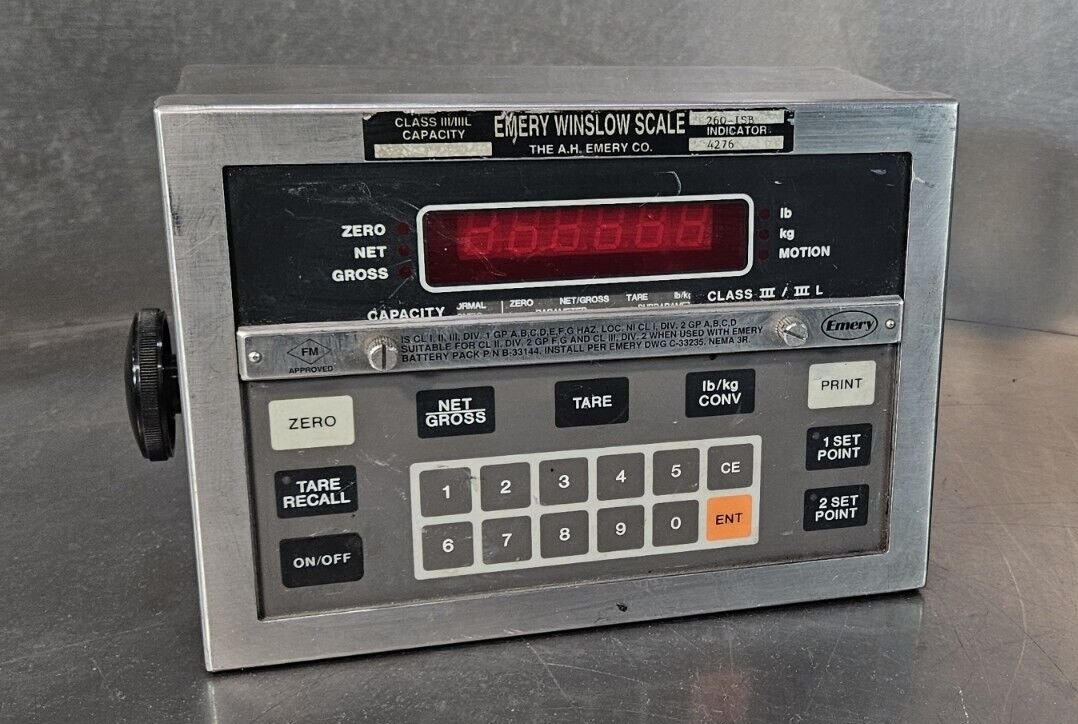 CLASS III/IIIL
CAPACITY
EMERY WINSLOW SCALE
THE A.H. EMERY CO.
260-ISB
INDICATOR
4276
ZERO
NET
GROSS
lb
kg
MOTION
CAPACITY
ZERO
NET/GROSS
TARE
lb/kg
CLASS III / III L
FM
APPROVED
IS CL I, II, III, DIV. 1 GP A,B,C,D,E,F,G HAZ. LOC. NI CL I, DIV. 2 GP A,B,C,D
SUITABLE FOR CL II, DIV. 2 GP F,G AND CL III, DIV. 2 WHEN USED WITH EMERY
BATTERY PACK P/N B-33144, INSTALL PER EMERY DWG C-33235. NEMA 3R.
Emery
ZERO
NET
GROSS
TARE
lb/kg
CONV
PRINT
TARE
RECALL
1 SET
POINT
ON/OFF
2 SET
POINT
1 2 3 4 5 CE
6 7 8 9 0 ENT